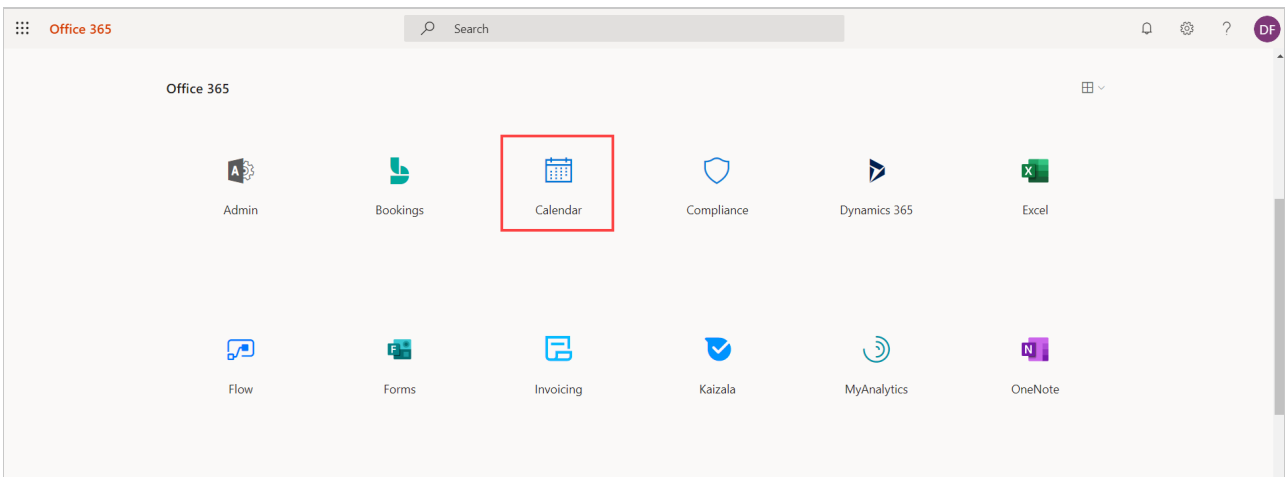 Office 365
Search
?
DF
Office 365
A
Admin
Bookings
Calendar
Compliance
Dynamics 365
X
Excel
Flow
F
Forms
Invoicing
Kaizala
MyAnalytics
N
OneNote